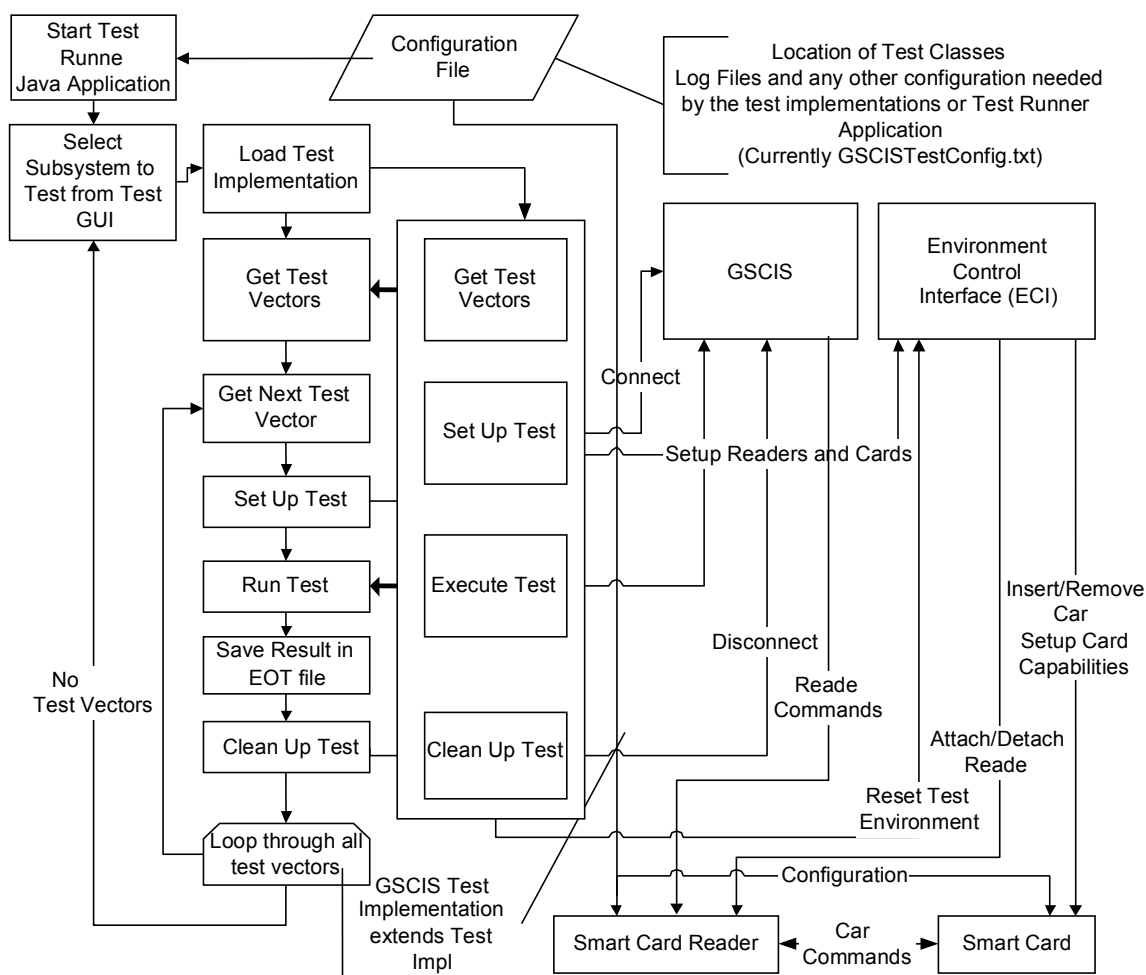 Start Test
Runne
Java Application
Configuration
File
Location of Test Classes
Log Files and any other configuration needed
by the test implementations or Test Runner
Application
(Currently GSCISTestConfig.txt)
Select
Subsystem to
Test from Test
GUI
Load Test
Implementation
Get Test
Vectors
Get Test
Vectors
GSCIS
Environment
Control
Interface (ECI)
Connect
Get Next Test
Vector
Set Up Test
Setup Readers and Cards
Set Up Test
Run Test
Execute Test
Insert/Remove
Car
Setup Card
Capabilities
Save Result in
EOT file
Disconnect
No
Test Vectors
Reade
Commands
Clean Up Test
Clean Up Test
Attach/Detach
Reade
Reset Test
Environment
Loop through all
test vectors
GSCIS Test
Implementation
extends Test
Impl
Configuration
Smart Card Reader
Car
Commands
Smart Card